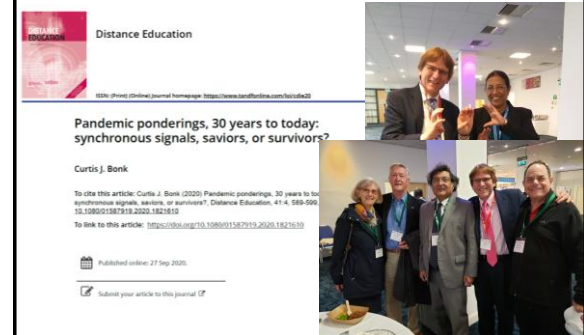 DISTANCE
EDUCATION
Distance Education
ISSN: (Print) (Online) Journal homepage: https://www.tandfonline.com/loi/cdie20
Pandemic ponderings, 30 years to today:
synchronous signals, saviors, or survivors?
Curtis J. Bonk
To cite this article: Curtis J. Bonk (2020) Pandemic ponderings, 30 years to
synchronous signals, saviors, or survivors?, Distance Education, 41:4, 589-599,
10.1080/01587919.2020.1821610
To link to this article: https://doi.org/10.1080/01587919.2020.1821610
Published online: 27 Sep 2020.
Submit your article to this journal